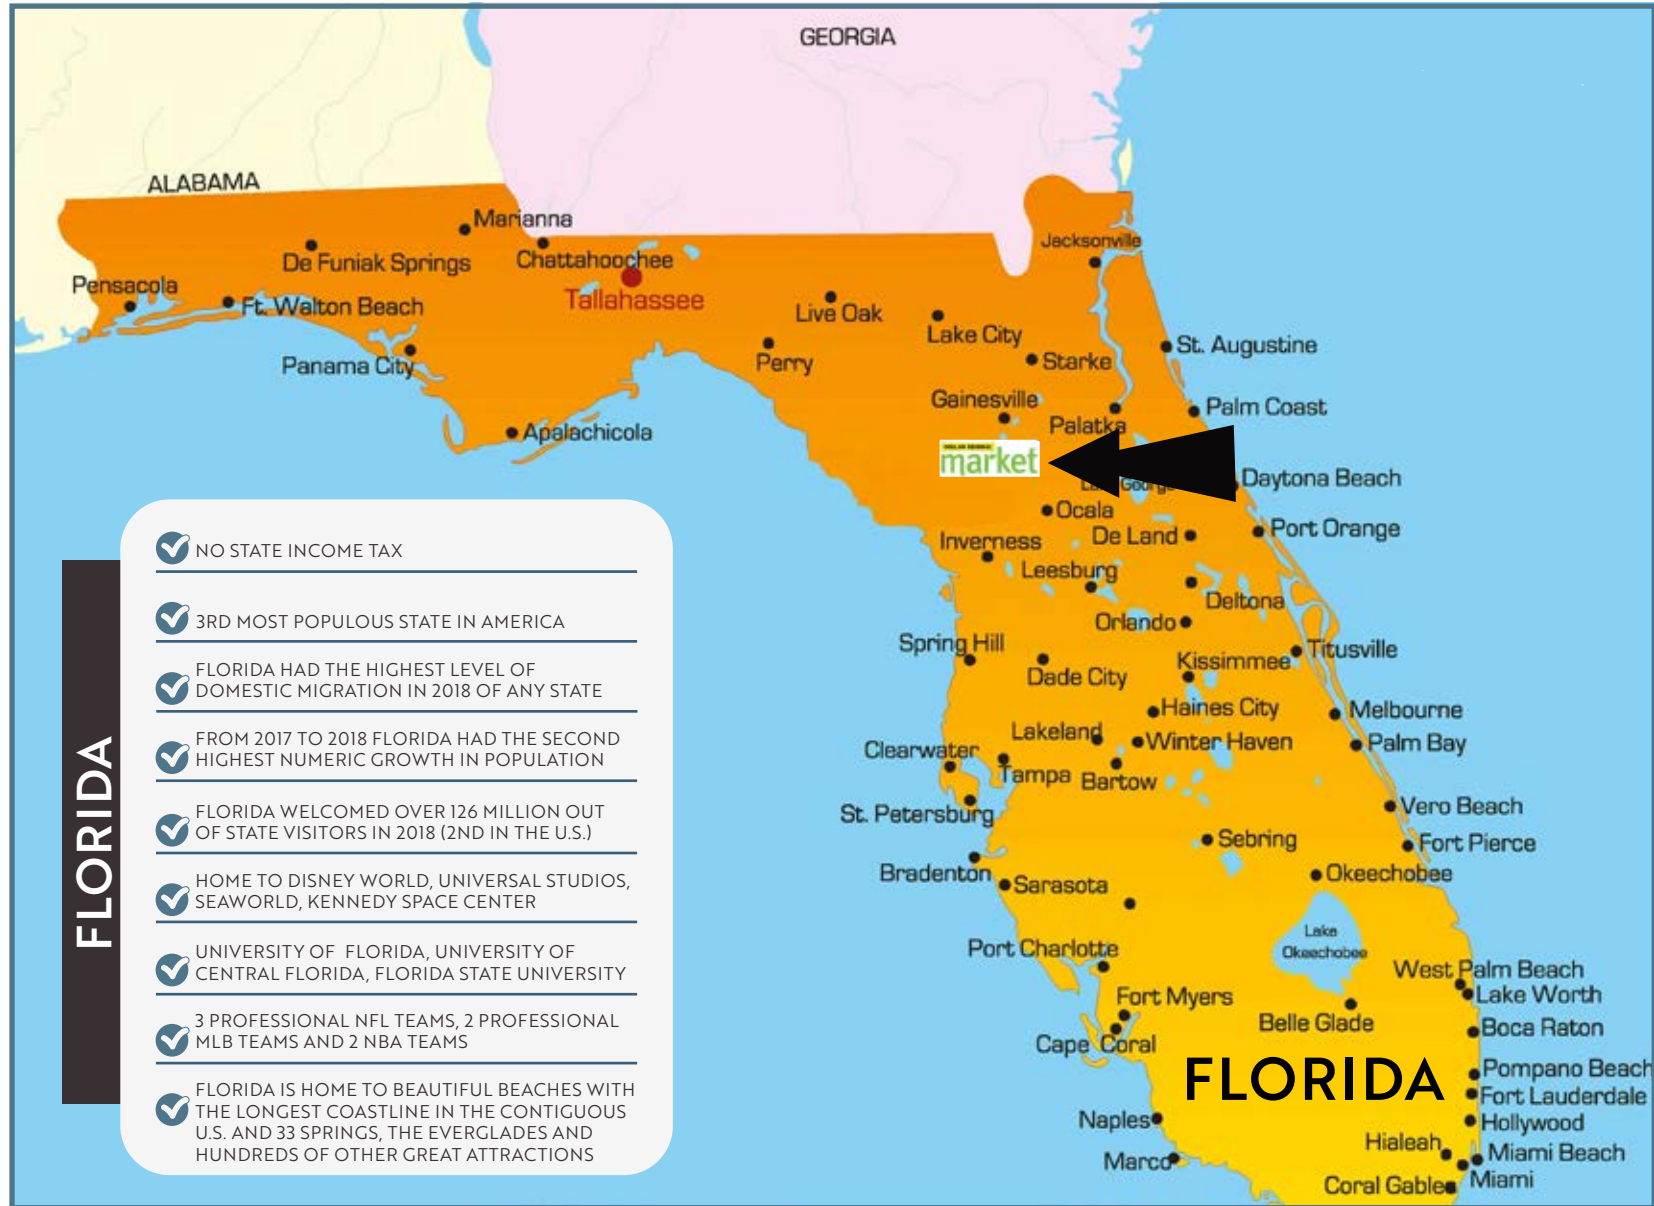 GEORGIA
ALABAMA
Marianna
De Funiak Springs
Chattahoochee
Jacksonville
Pensacola
Ft. Walton Beach
Tallahassee
Live Oak
Lake City
Panama City
Perry
Starke
St. Augustine
Gainesville
Palm Coast
Palatka
Apalachicola
DOLLAR GENERAL
market
Daytona Beach
Ocala
Port Orange
De Land
Inverness
Leesburg
Deltona
Orlando
Spring Hill
Titusville
Kissimmee
Dade City
Haines City
Melbourne
Lakeland
Winter Haven
Palm Bay
Clearwater
Tampa
Bartow
St. Petersburg
Vero Beach
Sebring
Fort Pierce
Bradenton
Okeechobee
Sarasota
Lake
Okeechobee
Port Charlotte
West Palm Beach
Fort Myers
Lake Worth
Belle Glade
Boca Raton
Cape Coral
FLORIDA
Pompano Beach
Fort Lauderdale
Naples
Hollywood
Hialeah
Miami Beach
Marco
Miami
Coral Gables
FLORIDA
NO STATE INCOME TAX
3RD MOST POPULOUS STATE IN AMERICA
FLORIDA HAD THE HIGHEST LEVEL OF
DOMESTIC MIGRATION IN 2018 OF ANY STATE
FROM 2017 TO 2018 FLORIDA HAD THE SECOND
HIGHEST NUMERIC GROWTH IN POPULATION
FLORIDA WELCOMED OVER 126 MILLION OUT
OF STATE VISITORS IN 2018 (2ND IN THE U.S.)
HOME TO DISNEY WORLD, UNIVERSAL STUDIOS,
SEAWORLD, KENNEDY SPACE CENTER
UNIVERSITY OF FLORIDA, UNIVERSITY OF
CENTRAL FLORIDA, FLORIDA STATE UNIVERSITY
3 PROFESSIONAL NFL TEAMS, 2 PROFESSIONAL
MLB TEAMS AND 2 NBA TEAMS
FLORIDA IS HOME TO BEAUTIFUL BEACHES WITH
THE LONGEST COASTLINE IN THE CONTIGUOUS
U.S. AND 33 SPRINGS, THE EVERGLADES AND
HUNDREDS OF OTHER GREAT ATTRACTIONS